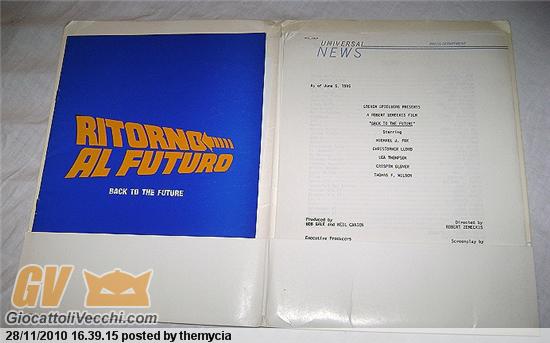 RITORNO
AL FUTURO
BACK TO THE FUTURE
UNIVERSAL
NEWS
PRESS DEPARTMENT
As of June 5, 1985
STEVEN SPIELBERG PRESENTS
A ROBERT ZEMECKIS FILM
"BACK TO THE FUTURE"
Starring
MICHAEL J. FOX
CHRISTOPHER LLOYD
LEA THOMPSON
CRISPIN GLOVER
THOMAS F. WILSON
Produced by
BOB GALE and NEIL CANTON
Directed by
ROBERT ZEMECKIS
Executive Producers
Screenplay by
GV
GiocattoliVecchi.com
28/11/2010 16.39.15 posted by themycia